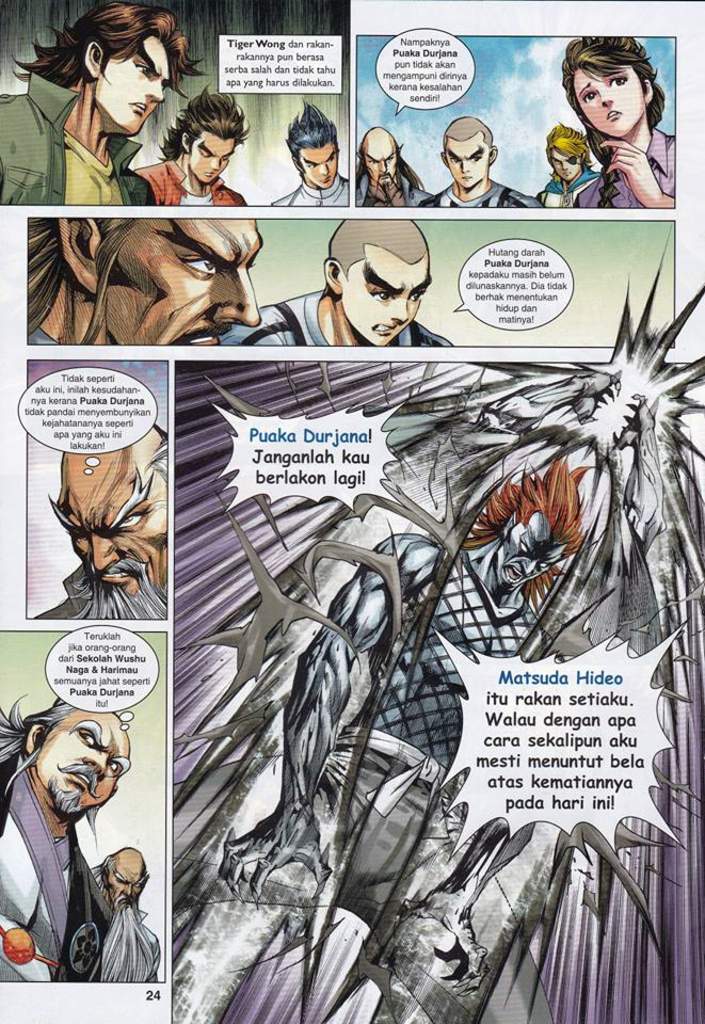 Tiger Wong dan rakan-
rakannya pun berasa
serba salah dan tidak tahu
apa yang harus dilakukan.
Nampaknya
Puaka Durjana
pun tidak akan
mengampuni dirinya
kerana kesalahan
sendiri!
Hutang darah
Puaka Durjana
kepadaku masih belum
dilunaskannya. Dia tidak
berhak menentukan
hidup dan
matinya!
Tidak seperti
aku ini, inilah kesudahan-
nya kerana Puaka Durjana
tidak pandai menyembunyikan
kejahatananya seperti
apa yang aku ini
lakukan!
Puaka Durjana!
Janganlah kau
berlakon lagi!
Teruklah
jika orang-orang
dari Sekolah Wushu
Naga & Harimau
semuanya jahat seperti
Puaka Durjana
itu!
Matsuda Hideo
itu rakan setiaku.
Walau dengan apa
cara sekalipun aku
mesti menuntut bela
atas kematiannya
pada hari ini!
24